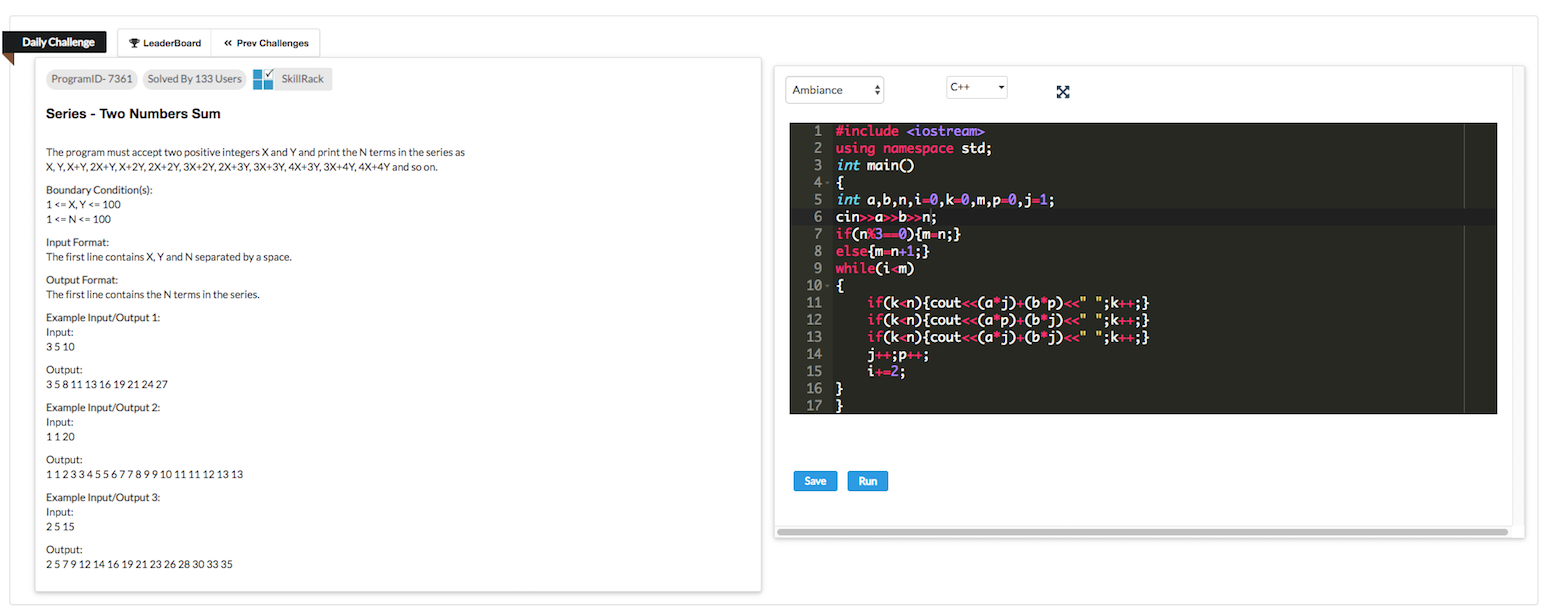 Daily Challenge
LeaderBoard
« Prev Challenges
ProgramID- 7361
Solved By 133 Users
SkillRack
Series - Two Numbers Sum
The program must accept two positive integers X and Y and print the N terms in the series as
X, Y, X+Y, 2X+Y, X+2Y, 2X+2Y, 3X+2Y, 2X+3Y, 3X+3Y, 4X+3Y, 3X+4Y, 4X+4Y and so on.
Boundary Condition(s):
1 <= X, Y <= 100
1 <= N <= 100
Input Format:
The first line contains X, Y and N separated by a space.
Output Format:
The first line contains the N terms in the series.
Example Input/Output 1:
Input:
3 5 10
Output:
3 5 8 11 13 16 19 21 24 27
Example Input/Output 2:
Input:
1 1 20
Output:
1 1 2 3 3 4 5 5 6 7 7 8 9 9 10 11 11 12 13 13
Example Input/Output 3:
Input:
2 5 15
Output:
2 5 7 9 12 14 16 19 21 23 26 28 30 33 35
Ambiance
C++
1 #include <iostream>
2 using namespace std;
3 int main()
4 {
5 int a,b,n,i=0,k=0,m,p=0,j=1;
6 cin>>a>>b>>n;
7 if(n%3==0){m=n;}
8 else{m=n+1;}
9 while(i<m)
10 {
11 if(k<n){cout<<(a*j)+(b*p)<<" ";k++;}
12 if(k<n){cout<<(a*p)+(b*j)<<" ";k++;}
13 if(k<n){cout<<(a*j)+(b*j)<<" ";k++;}
14 j++;p++;
15 i+=2;
16 }
17 }
Save
Run